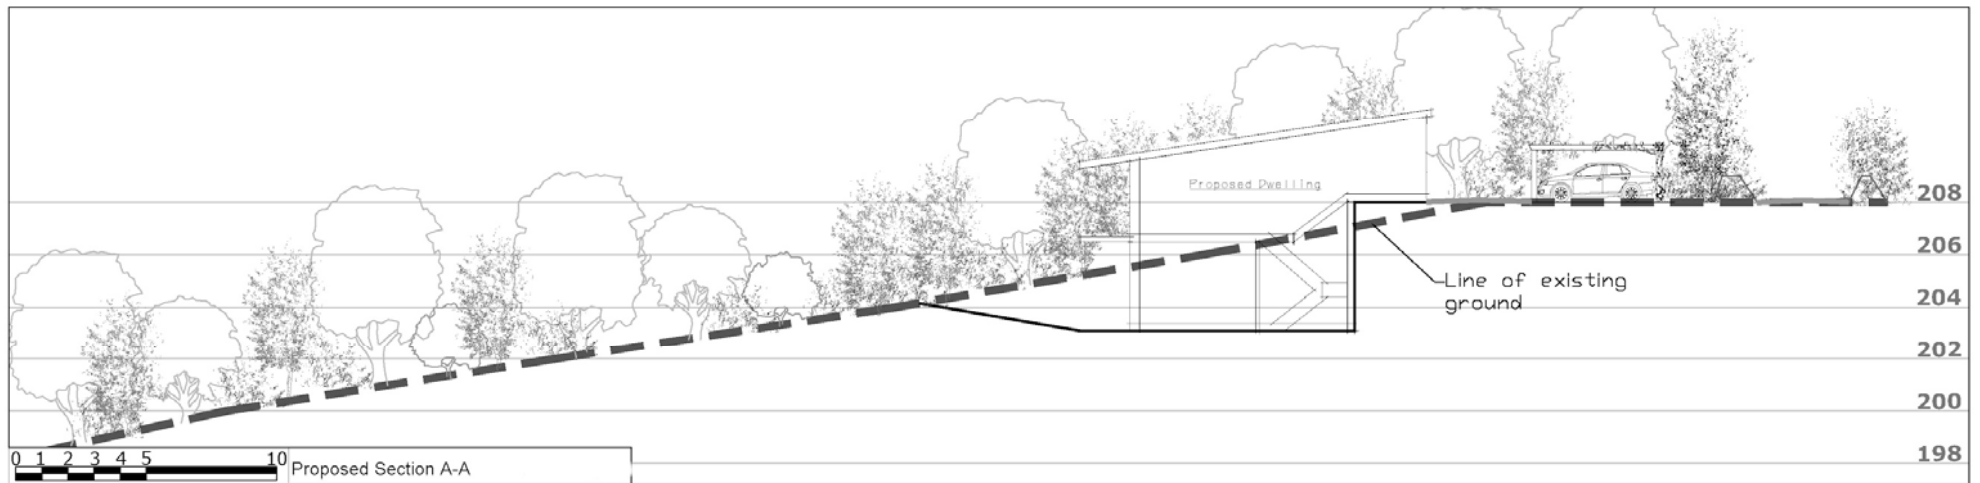 Proposed Dwelling
208
206
Line of existing
ground
204
202
200
198
0 1 2 3 4 5 10
Proposed Section A-A